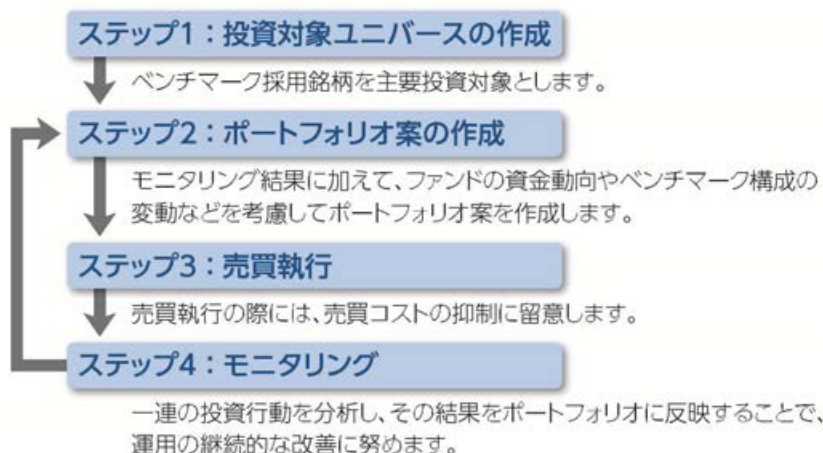 ステップ1：投資対象ユニバースの作成
ベンチマーク採用銘柄を主要投資対象とします。
ステップ2：ポートフォリオ案の作成
モニタリング結果に加えて、ファンドの資金動向やベンチマーク構成の
変動などを考慮してポートフォリオ案を作成します。
ステップ3：売買執行
売買執行の際には、売買コストの抑制に留意します。
ステップ4：モニタリング
一連の投資行動を分析し、その結果をポートフォリオに反映することで、
運用の継続的な改善に努めます。